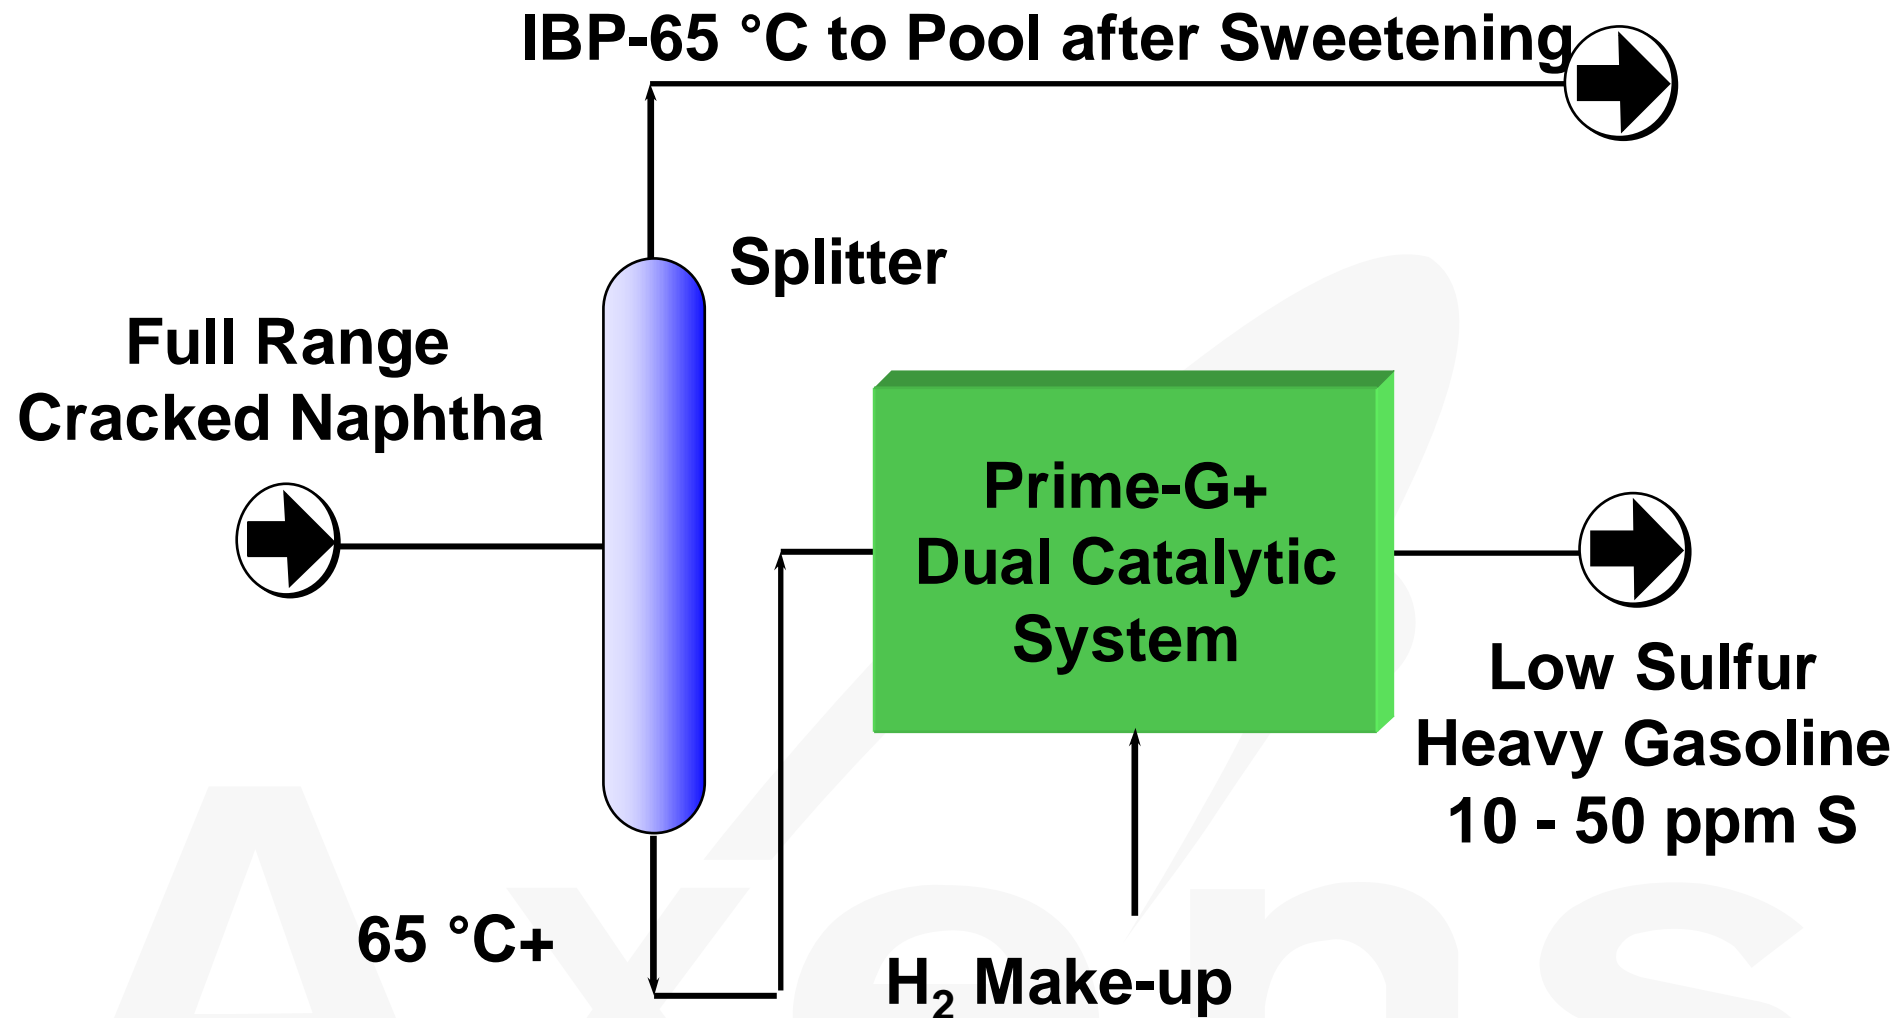 IBP-65 °C to Pool after Sweetening
Splitter
Full Range
Cracked Naphtha
Prime-G+
Dual Catalytic
System
Low Sulfur
Heavy Gasoline
10 - 50 ppm S
65 °C+
H₂ Make-up
Axens